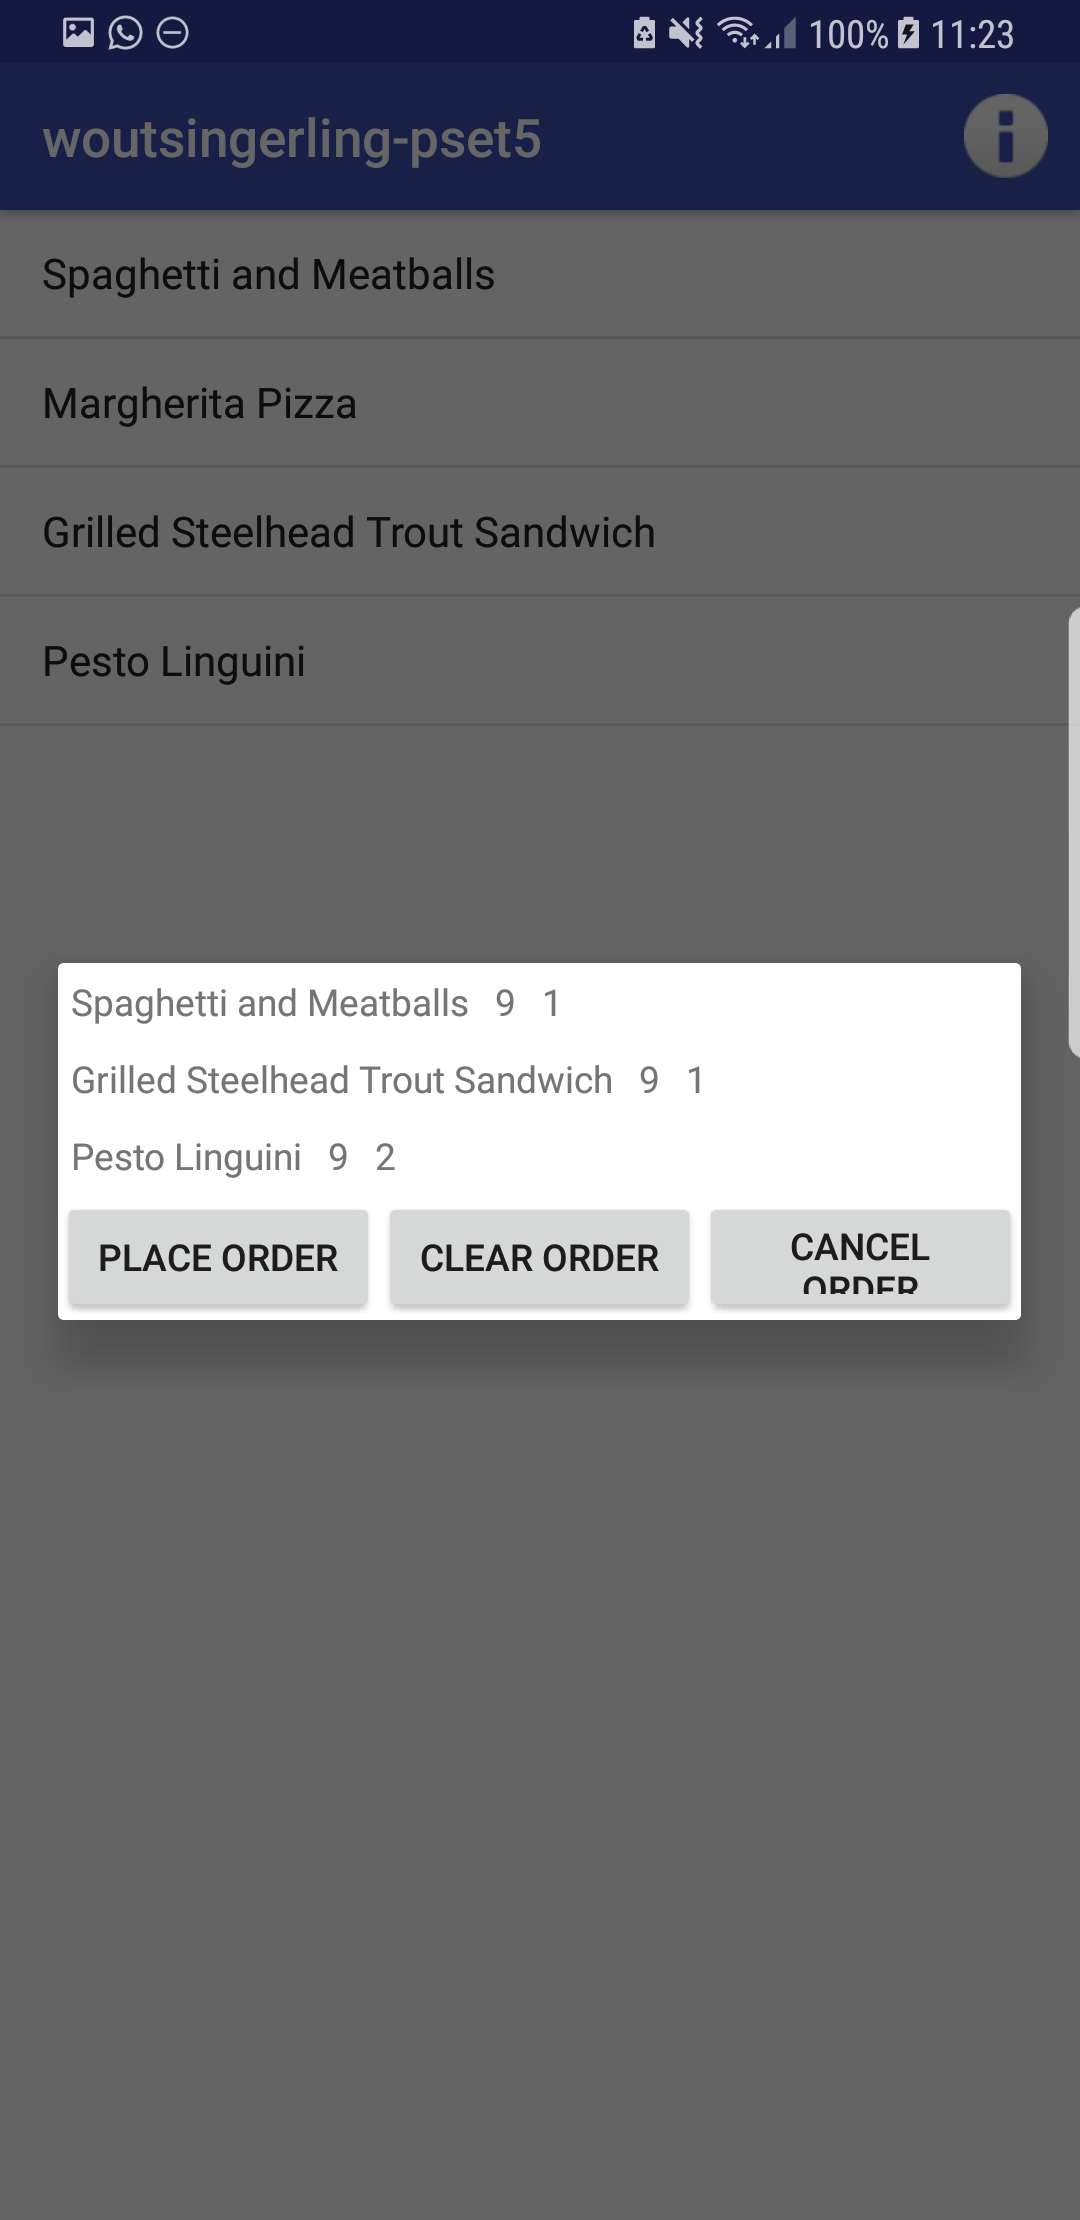 100% 11:23
woutsingerling-pset5
Spaghetti and Meatballs
Margherita Pizza
Grilled Steelhead Trout Sandwich
Pesto Linguini
Spaghetti and Meatballs 9 1
Grilled Steelhead Trout Sandwich 9 1
Pesto Linguini 9 2
PLACE ORDER CLEAR ORDER CANCEL
ORDER